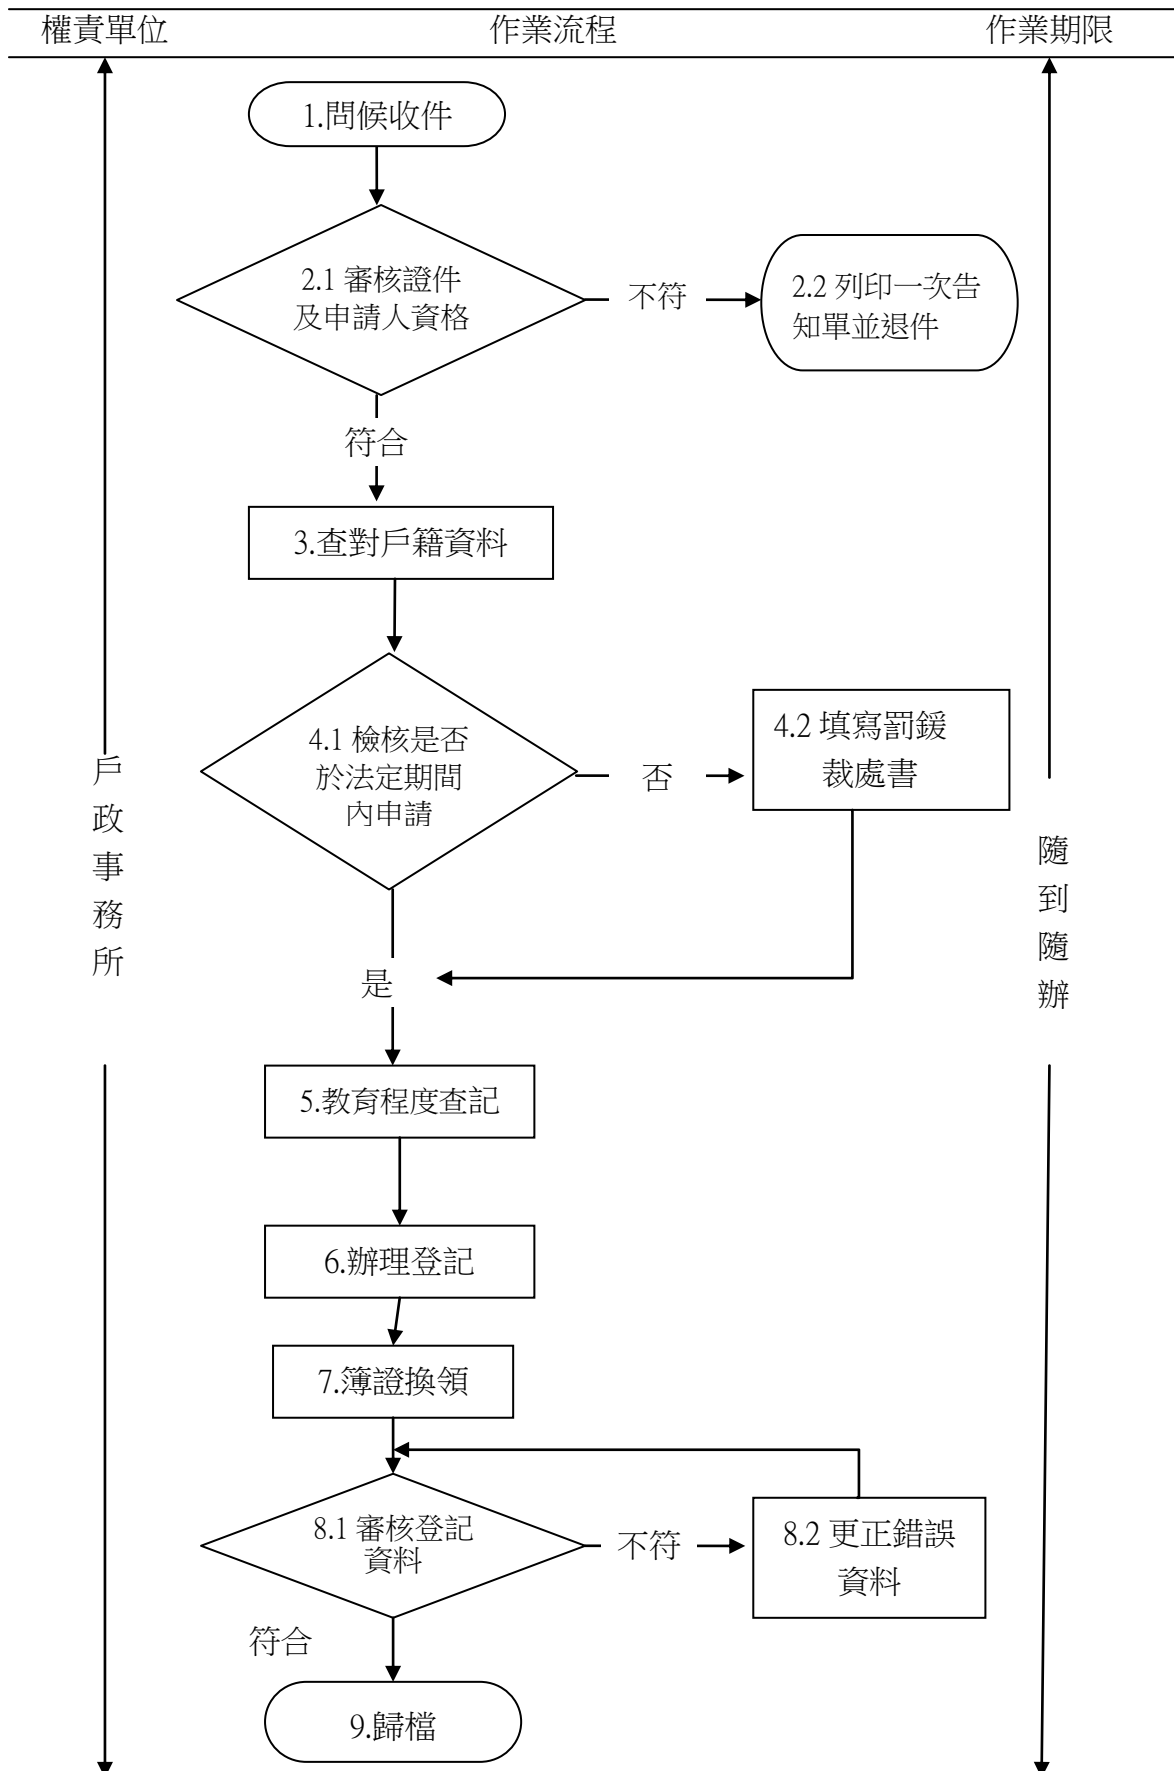 權責單位
作業流程
作業期限
1.問候收件
2.1 審核證件
及申請人資格
不符
2.2 列印一次告
知單並退件
符合
3.查對戶籍資料
4.1 檢核是否
於法定期間
內申請
否
4.2 填寫罰鍰
裁處書
戶
政
事
務
所
隨
到
隨
辦
是
5.教育程度查記
6.辦理登記
7.簿證換領
8.1 審核登記
資料
不符
8.2 更正錯誤
資料
符合
9.歸檔